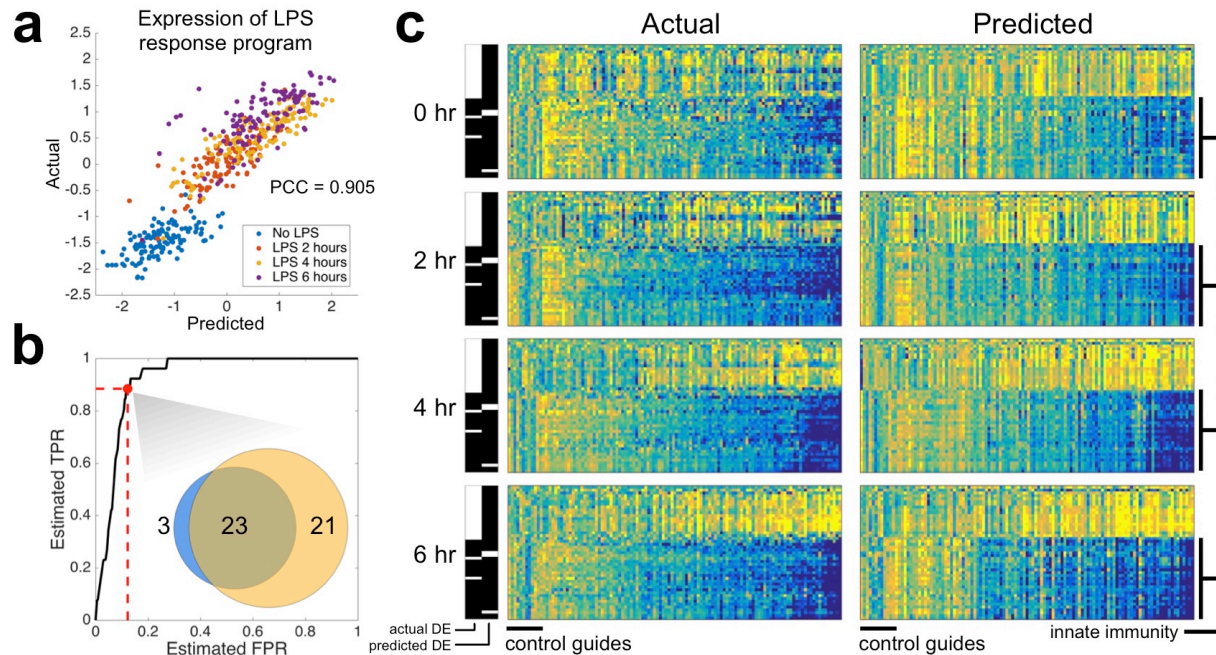 a
Expression of LPS
response program
2.5
2
1.5
1
0.5
0
-0.5
-1
-1.5
-2
2.5
Actual
PCC = 0.905
No LPS
LPS 2 hours
LPS 4 hours
LPS 6 hours
-2 -1 0 1 2
Predicted
b
1
0.8
0.6
0.4
0.2
0
Estimated TPR
3 23 21
0 0.2 0.4 0.6 0.8 1
Estimated FPR
c
Actual Predicted
0 hr
2 hr
4 hr
6 hr
actual DE
predicted DE
control guides
control guides
innate immunity